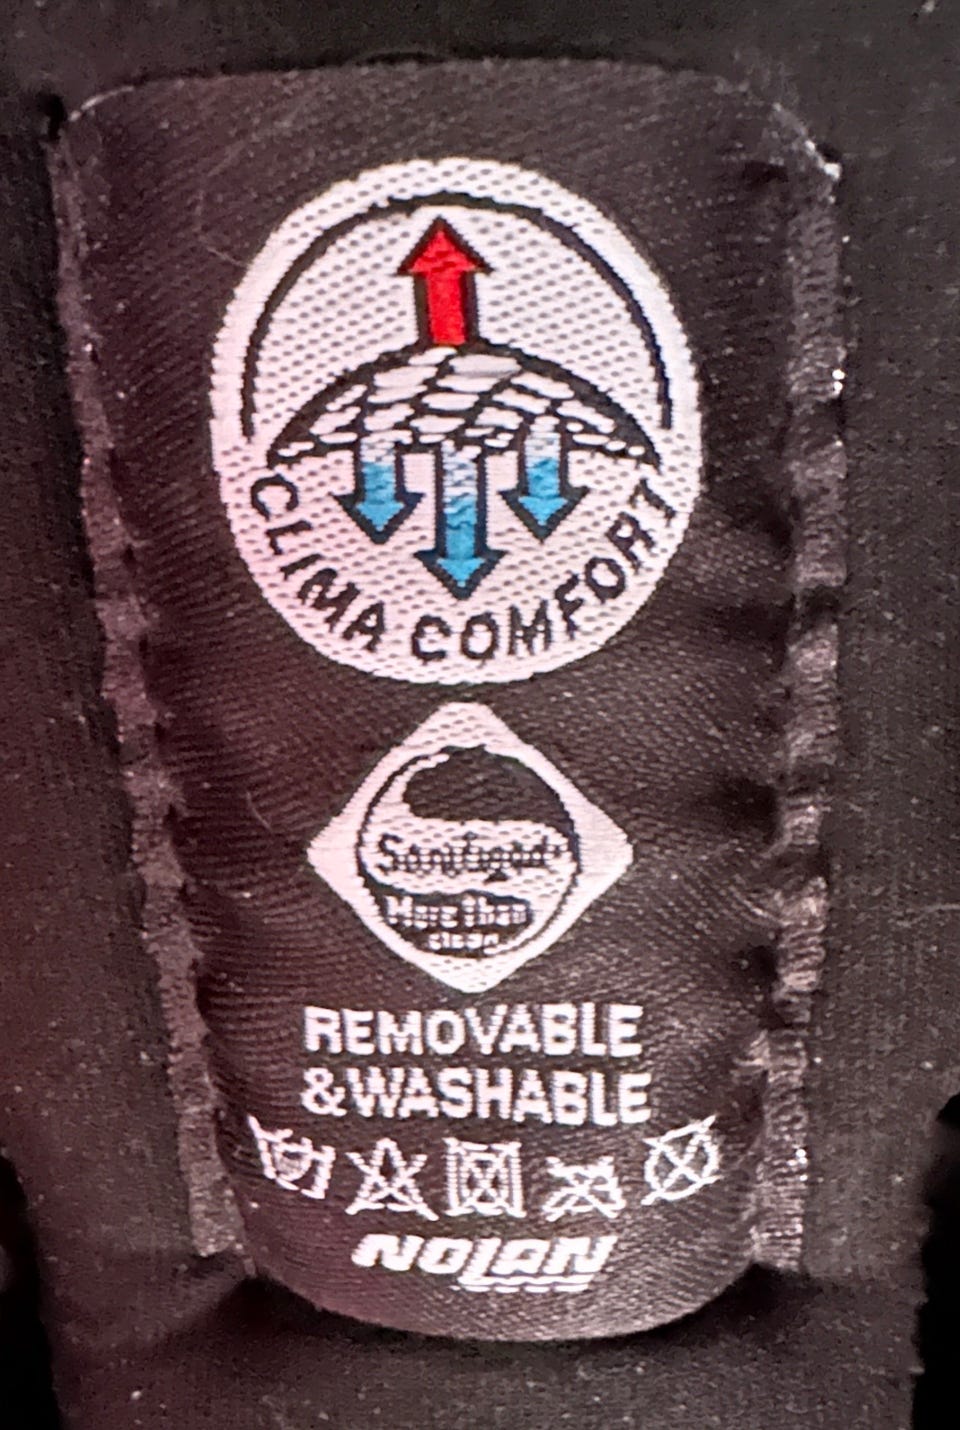 CLIMA COMFORT
Sanitized
More than
clean
REMOVABLE
&WASHABLE
NOLAN